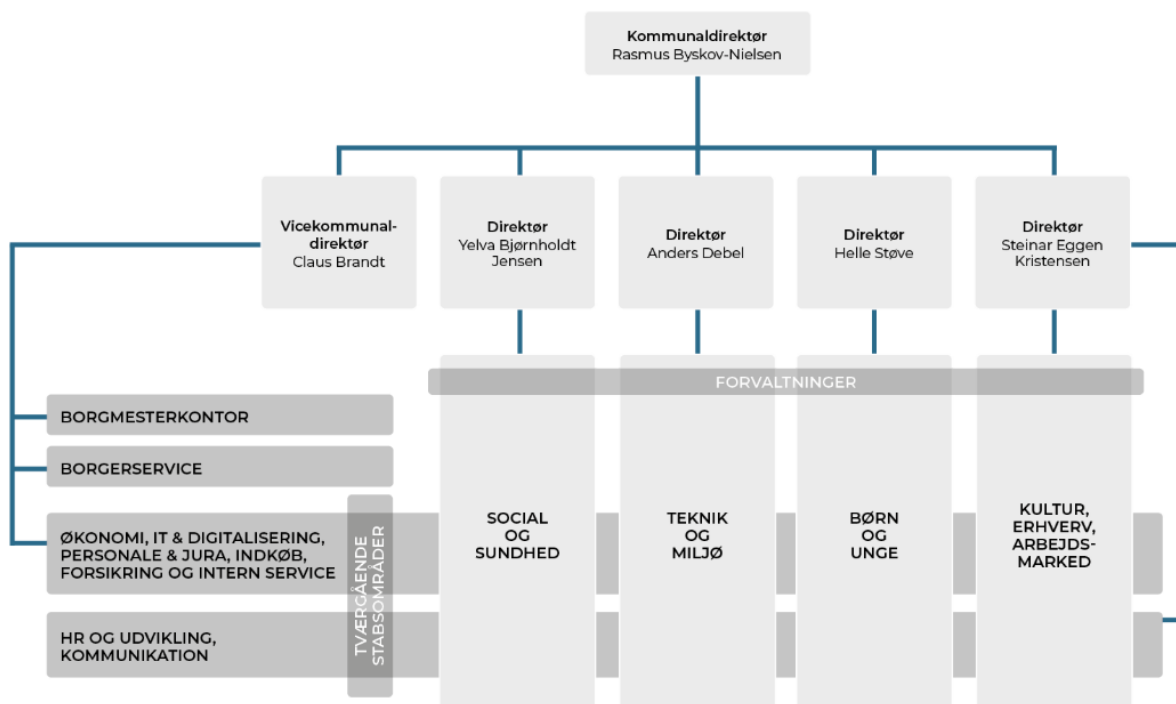 Kommunaldirektør
Rasmus Byskov-Nielsen
Vicekommunal-
direktør
Claus Brandt
Direktør
Yelva Bjørnholdt
Jensen
Direktør
Anders Debel
Direktør
Helle Støve
Direktør
Steinar Eggen
Kristensen
FORVALTNINGER
BORGMESTERKONTOR
BORGERSERVICE
ØKONOMI, IT & DIGITALISERING,
PERSONALE & JURA, INDKØB,
FORSIKRING OG INTERN SERVICE
HR OG UDVIKLING,
KOMMUNIKATION
TVÆRGÅENDE
STABSOMRÅDER
SOCIAL
OG
SUNDHED
TEKNIK
OG
MILJØ
BØRN
OG
UNGE
KULTUR,
ERHVERV,
ARBEJDS-
MARKED